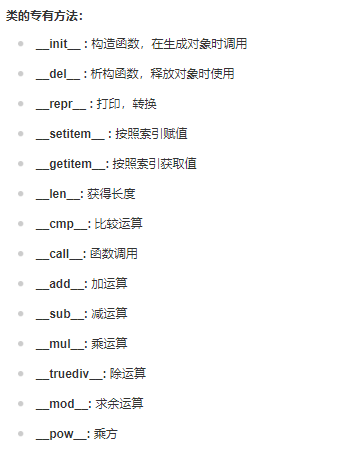 类的专有方法：
__init__ : 构造函数，在生成对象时调用
__del__ : 析构函数，释放对象时使用
__repr__ : 打印，转换
__setitem__ : 按照索引赋值
__getitem__: 按照索引获取值
__len__: 获得长度
__cmp__: 比较运算
__call__: 函数调用
__add__: 加运算
__sub__: 减运算
__mul__: 乘运算
__truediv__: 除运算
__mod__: 求余运算
__pow__: 乘方